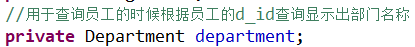 //用于查询员工的时候根据员工的d_id查询显示出部门名称
private Department department;